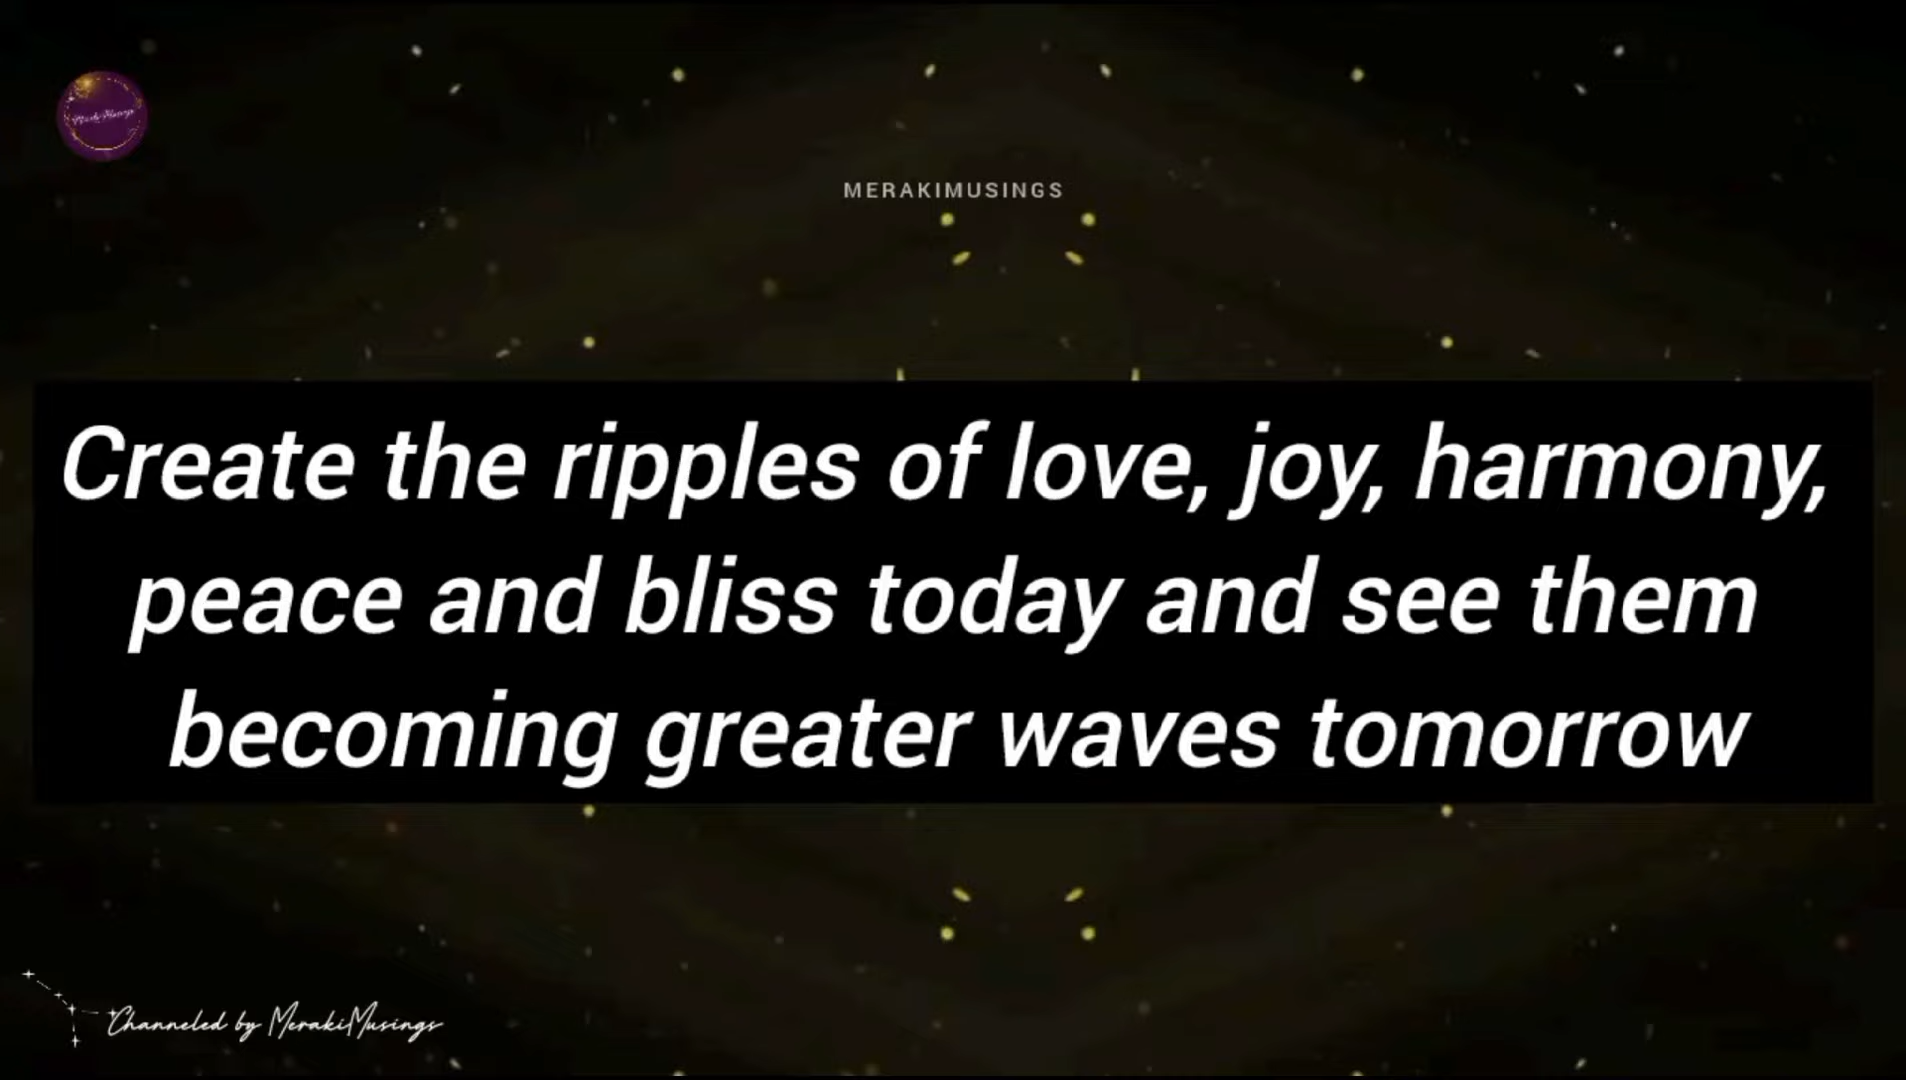 MERAKIMUSINGS
Create the ripples of love, joy, harmony,
peace and bliss today and see them
becoming greater waves tomorrow
Channeled by MerakiMusings